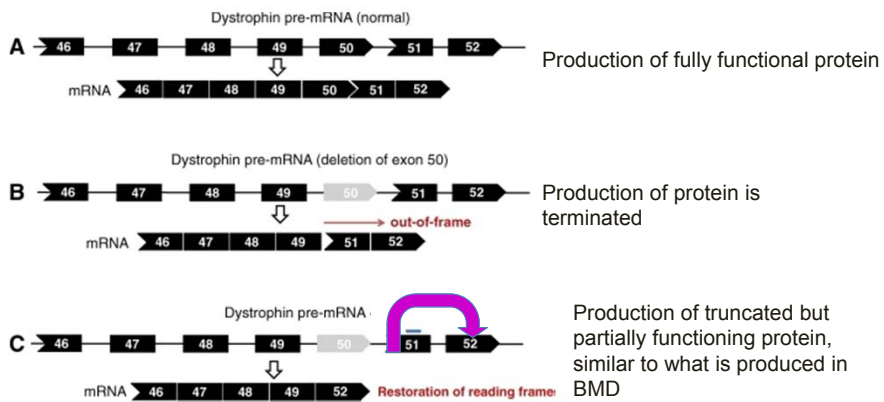 Dystrophin pre-mRNA (normal)
A 46 47 48 49 50 51 52
Production of fully functional protein
mRNA 46 47 48 49 50 51 52
Dystrophin pre-mRNA (deletion of exon 50)
B 46 47 48 49 50 51 52
Production of protein is
terminated
out-of-frame
mRNA 46 47 48 49 51 52
Dystrophin pre-mRNA
C 46 47 48 49 50 51 52
Production of truncated but
partially functioning protein,
similar to what is produced in
BMD
mRNA 46 47 48 49 52
Restoration of reading frame